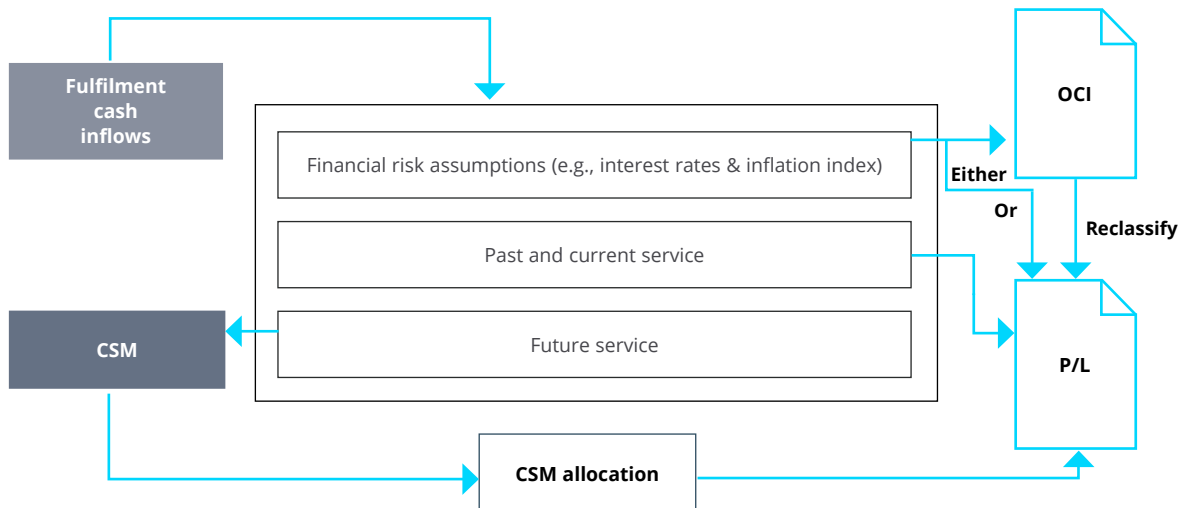 Fulfilment
cash
inflows
OCI
Financial risk assumptions (e.g., interest rates & inflation index)
Either
Or
Reclassify
Past and current service
CSM
Future service
P/L
CSM allocation